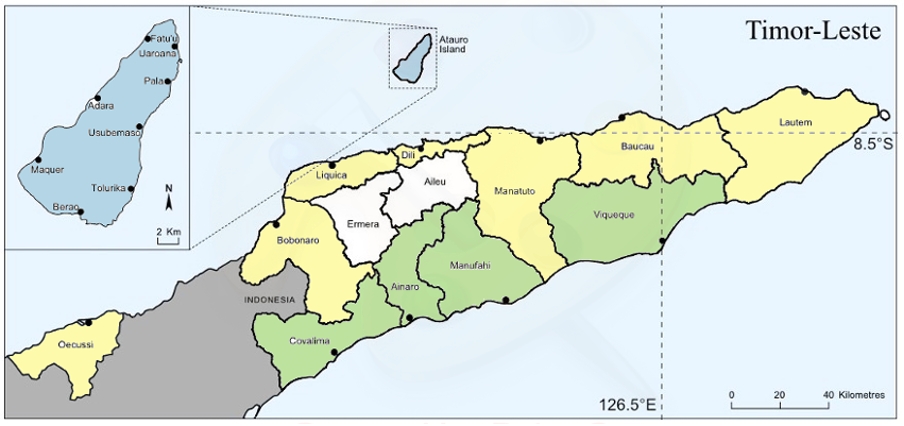 Timor-Leste
Fatu'u
Uaroana
Pala
Adara
Usubemaso
Maquer
Tolurika
Berao
N
2 Km
Atauro
Island
Lautem
8.5°S
Baucau
Dili
Liquica
Aileu
Manatuto
Viqueque
Ermera
Bobonaro
Manufahi
Ainaro
INDONESIA
Covalima
Oecussi
126.5°E
0 20 40 Kilometres